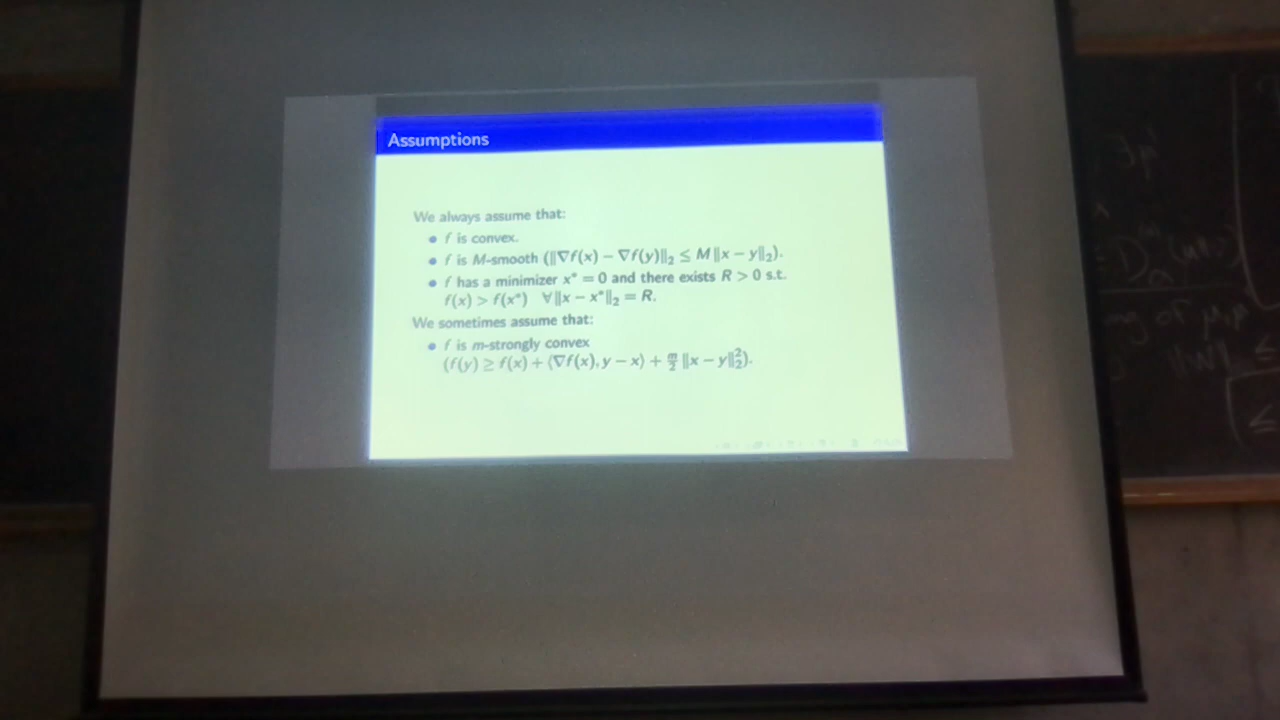 Assumptions
We always assume that:
• f is convex.
• f is M-smooth (‖∇f(x) − ∇f(y)‖₂ ≤ M ‖x − y‖₂).
• f has a minimizer x* = 0 and there exists R > 0 s.t.
f(x) > f(x*) ∀ ‖x − x*‖₂ = R.
We sometimes assume that:
• f is m-strongly convex
(f(y) ≥ f(x) + ⟨∇f(x), y − x⟩ + m/2 ‖x − y‖₂²).